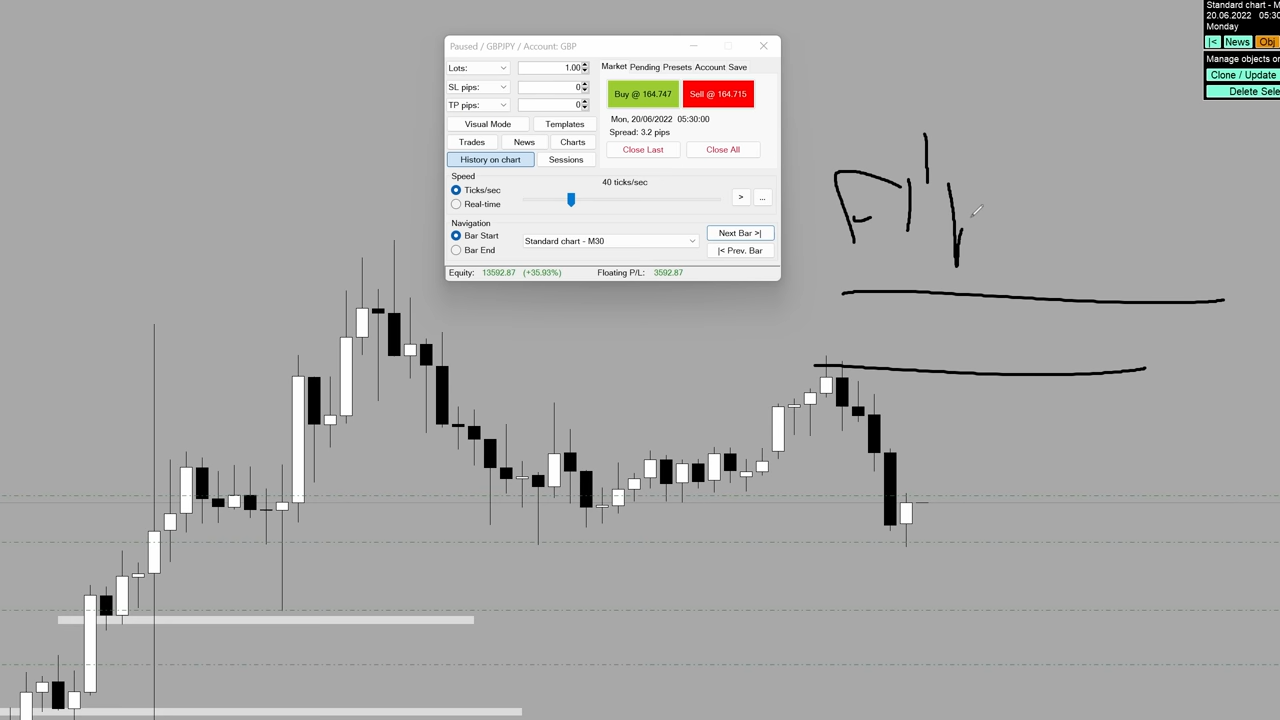 Paused / GBPJPY / Account: GBP
Lots: 1.00
SL pips: 0
TP pips: 0
Visual Mode Templates
Trades News Charts
History on chart Sessions
Market Pending Presets Account Save
Buy @ 164.747 Sell @ 164.715
Mon, 20/06/2022 05:30:00
Spread: 3.2 pips
Close Last Close All
Speed
40 ticks/sec
Ticks/sec
Real-time
> ...
Navigation
Bar Start
Bar End
Standard chart - M30
Next Bar >|
|< Prev. Bar
Equity: 13592.87 (+35.93%) Floating P/L: 3592.87
Standard chart - M
20.06.2022 05:30
Monday
|< News Obj
Manage objects on
Clone / Update
Delete Sele